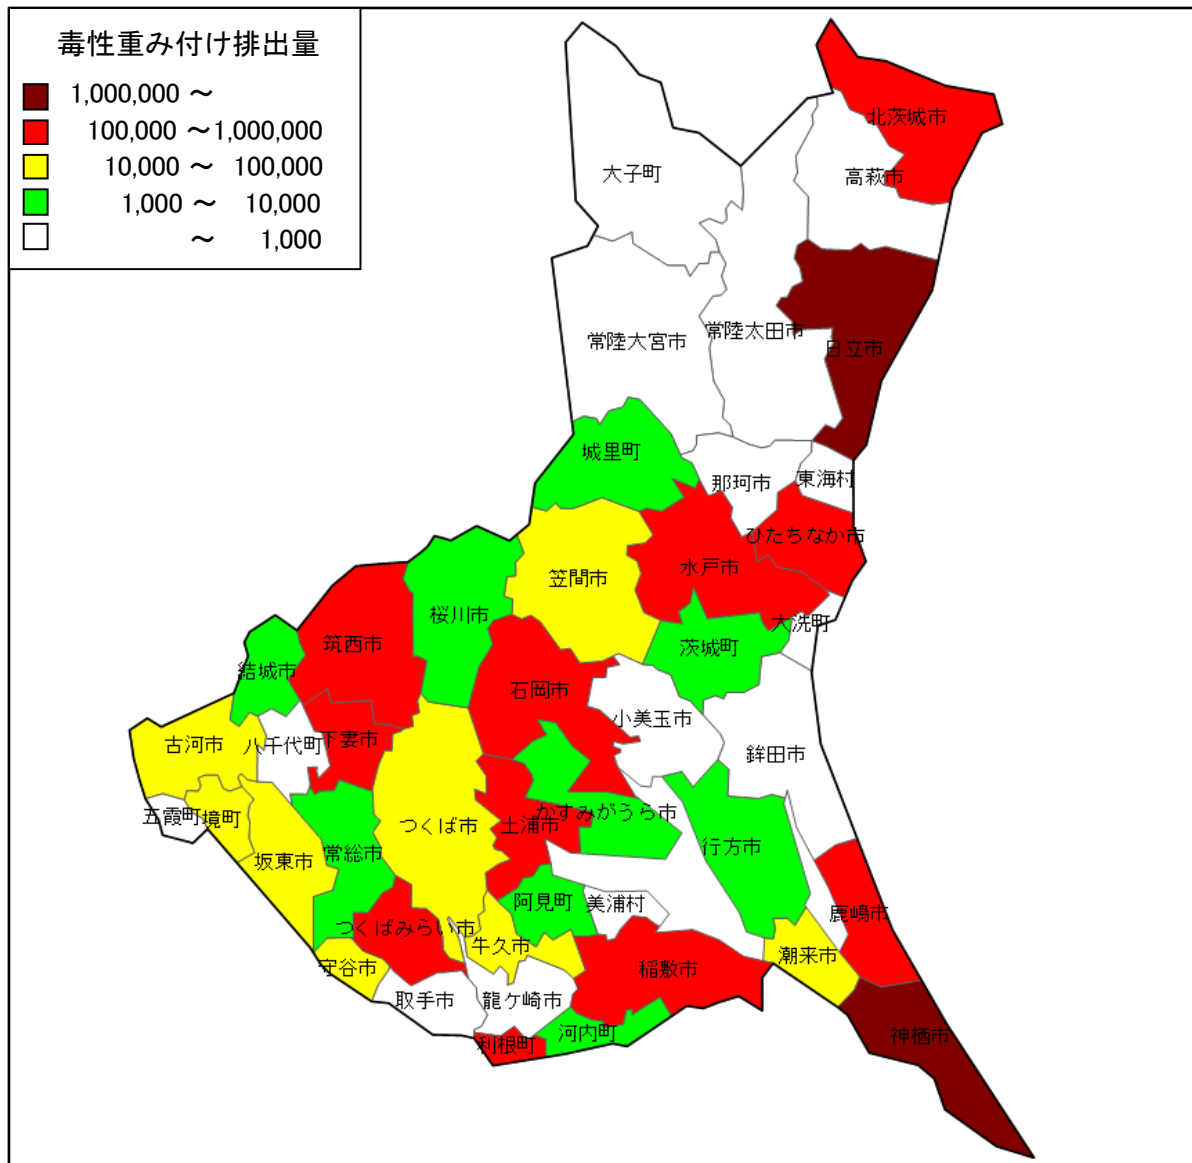 毒性重み付け排出量
1,000,000 ～
100,000 ～1,000,000
10,000 ～ 100,000
1,000 ～ 10,000
～ 1,000
北茨城市
大子町
高萩市
常陸太田市
常陸大宮市
日立市
城里町
那珂市
東海村
ひたちなか市
水戸市
笠間市
桜川市
大洗町
筑西市
茨城町
結城市
石岡市
小美玉市
下妻市
古河市
八千代町
鉾田市
かすみがうら市
五霞町
境町
つくば市
土浦市
行方市
常総市
坂東市
阿見町
美浦村
鹿嶋市
つくばみらい市
牛久市
潮来市
守谷市
稲敷市
取手市
龍ケ崎市
河内町
神栖市
利根町